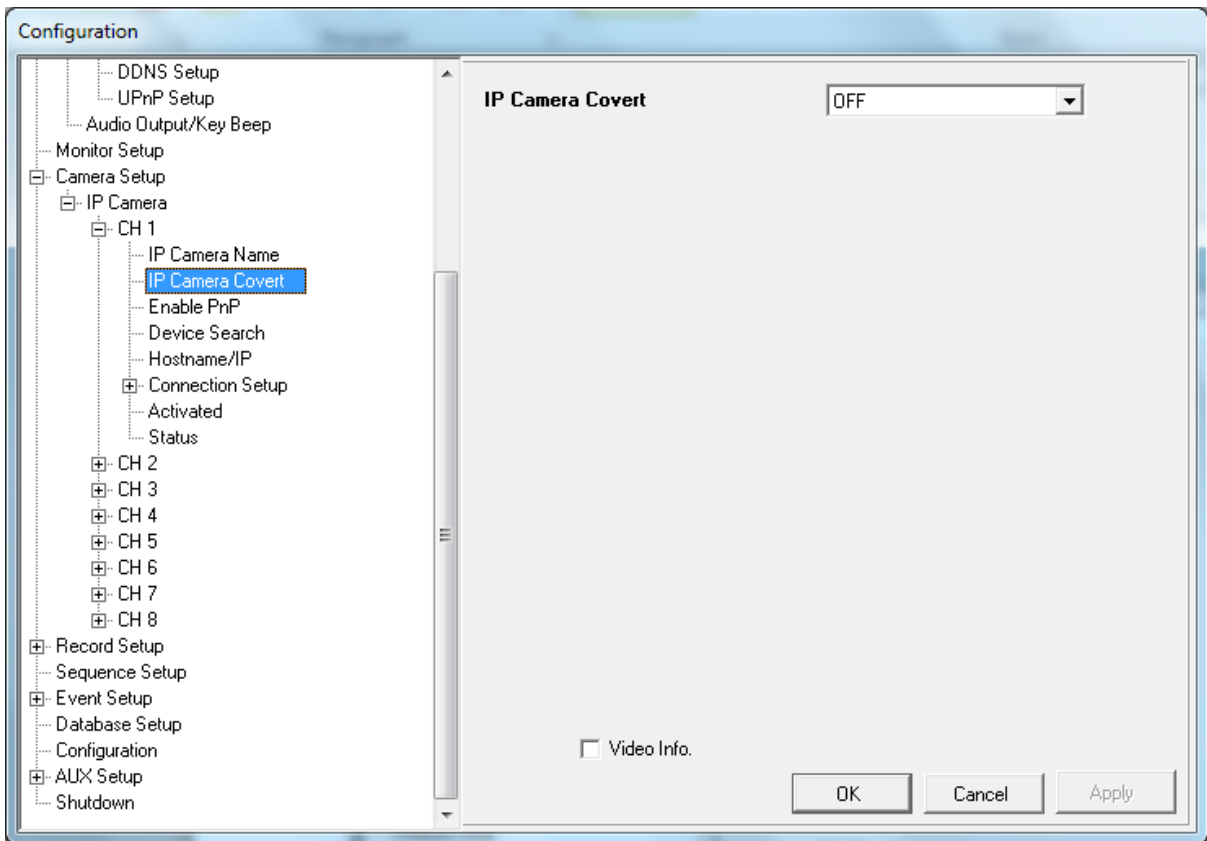 Configuration
DDNS Setup
UPnP Setup
Audio Output/Key Beep
Monitor Setup
Camera Setup
IP Camera
CH 1
IP Camera Name
IP Camera Covert
Enable PnP
Device Search
Hostname/IP
Connection Setup
Activated
Status
CH 2
CH 3
CH 4
CH 5
CH 6
CH 7
CH 8
Record Setup
Sequence Setup
Event Setup
Database Setup
Configuration
AUX Setup
Shutdown
IP Camera Covert OFF
Video Info.
OK Cancel Apply